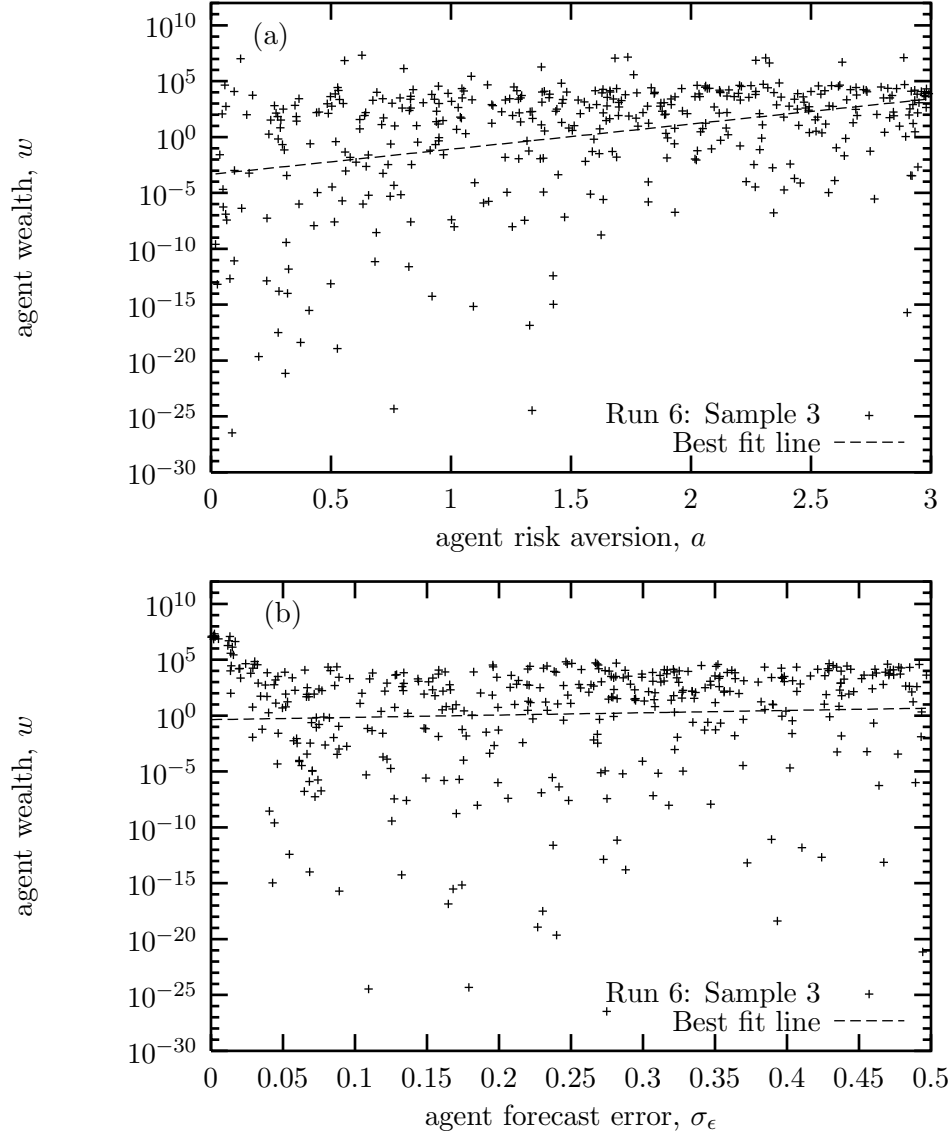 (a)
10^10
10^5
10^0
10^-5
10^-10
10^-15
10^-20
10^-25
10^-30
agent wealth, w
Run 6: Sample 3
Best fit line
0 0.5 1 1.5 2 2.5 3
agent risk aversion, a
(b)
10^10
10^5
10^0
10^-5
10^-10
10^-15
10^-20
10^-25
10^-30
agent wealth, w
Run 6: Sample 3
Best fit line
0 0.05 0.1 0.15 0.2 0.25 0.3 0.35 0.4 0.45 0.5
agent forecast error, σ_ϵ